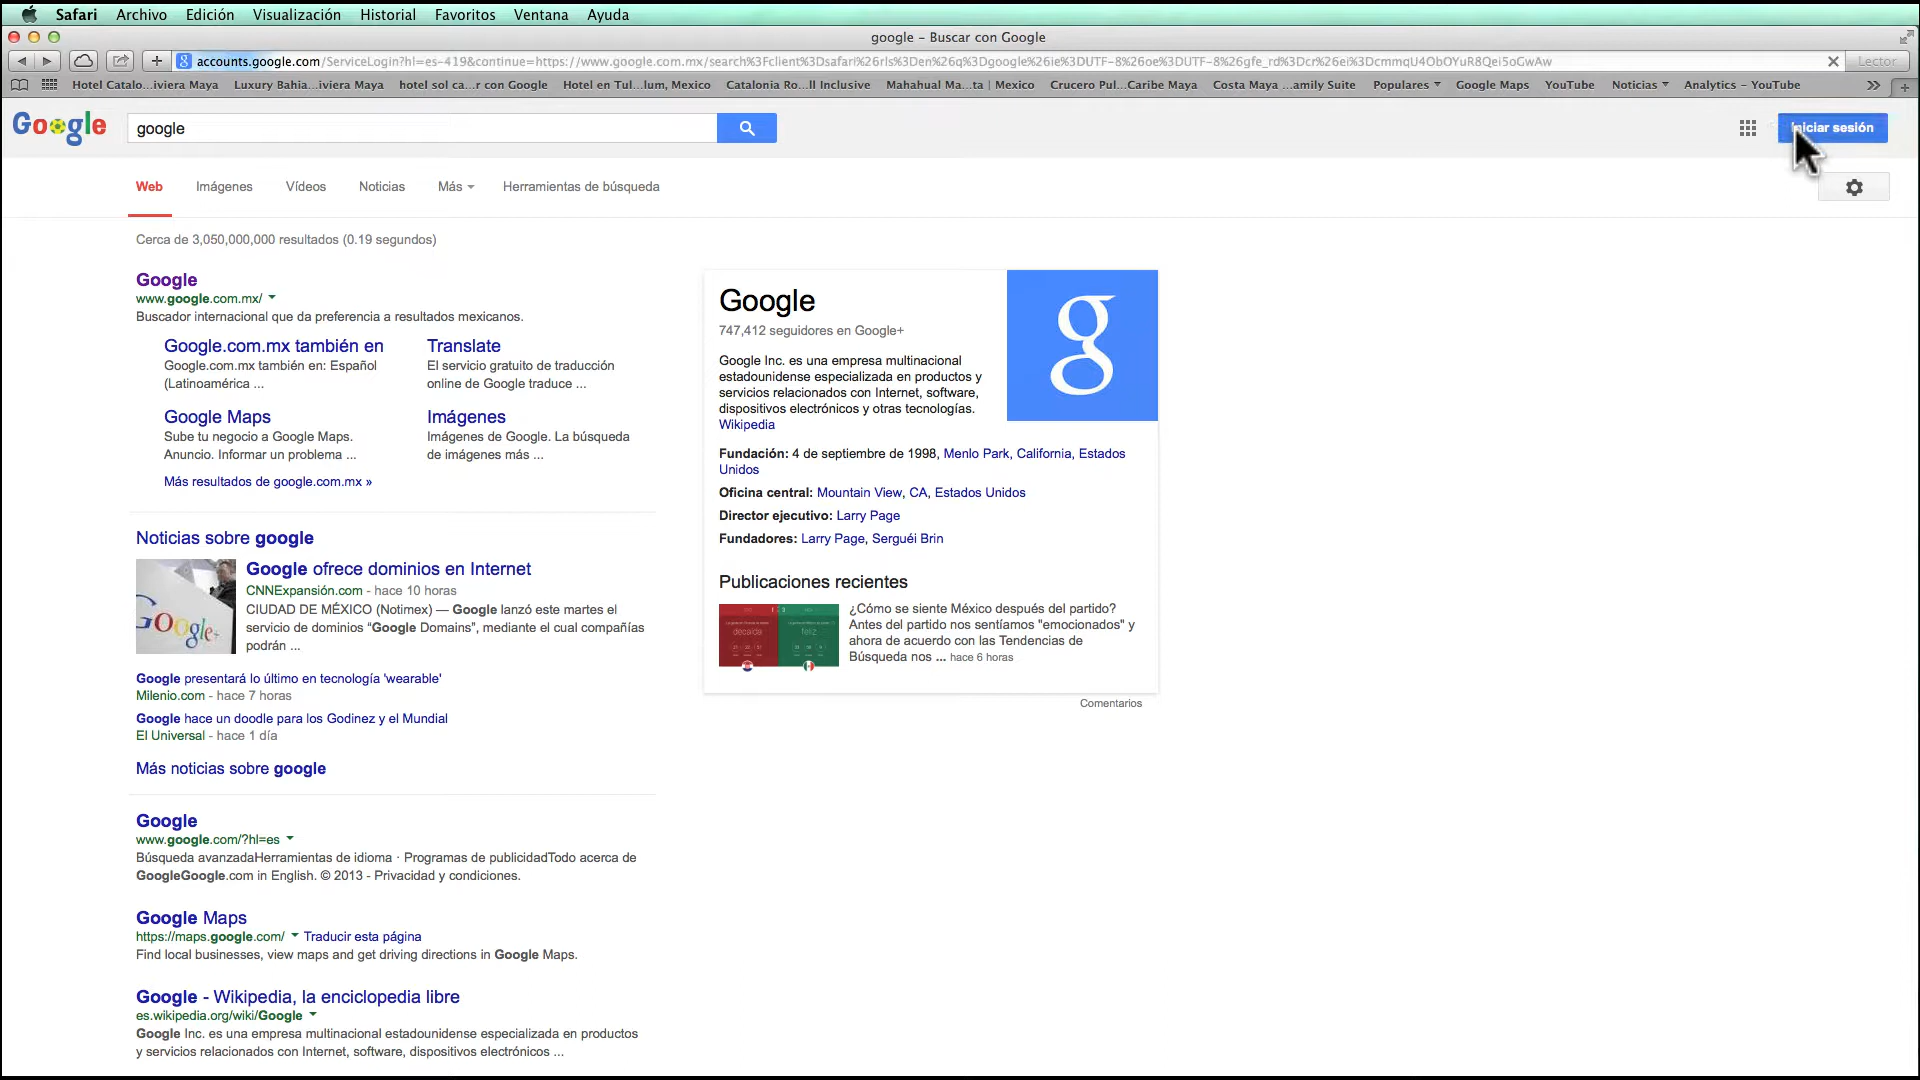 Safari Archivo Edición Visualización Historial Favoritos Ventana Ayuda
google – Buscar con Google
accounts.google.com/ServiceLogin?hl=es-419&continue=https://www.google.com.mx/search%3Fclient%3Dsafari%26rls%3Den%26q%3Dgoogle%26ie%3DUTF-8%26oe%3DUTF-8%26gfe_rd%3Dcr%26ei%3DcmmqU4ObOYuR8Qei5oGwAw Lector
Hotel Catalo...iviera Maya Luxury Bahia...iviera Maya hotel sol ca...r con Google Hotel en Tul...lum, Mexico Catalonia Ro...ll Inclusive Mahahual Ma...ta | Mexico Crucero Pul...Caribe Maya Costa Maya ...amily Suite Populares Google Maps YouTube Noticias Analytics – YouTube
Google google Iniciar sesión
Web Imágenes Vídeos Noticias Más Herramientas de búsqueda
Cerca de 3,050,000,000 resultados (0.19 segundos)
Google
www.google.com.mx/
Buscador internacional que da preferencia a resultados mexicanos.
Google.com.mx también en
Google.com.mx también en: Español
(Latinoamérica ...
Translate
El servicio gratuito de traducción
online de Google traduce ...
Google Maps
Sube tu negocio a Google Maps.
Anuncio. Informar un problema ...
Imágenes
Imágenes de Google. La búsqueda
de imágenes más ...
Más resultados de google.com.mx »
Noticias sobre google
Google+
Google ofrece dominios en Internet
CNNExpansión.com - hace 10 horas
CIUDAD DE MÉXICO (Notimex) — Google lanzó este martes el
servicio de dominios “Google Domains”, mediante el cual compañías
podrán ...
Google presentará lo último en tecnología 'wearable'
Milenio.com - hace 7 horas
Google hace un doodle para los Godinez y el Mundial
El Universal - hace 1 día
Más noticias sobre google
Google
www.google.com/?hl=es
Búsqueda avanzadaHerramientas de idioma · Programas de publicidadTodo acerca de
GoogleGoogle.com in English. © 2013 - Privacidad y condiciones.
Google Maps
https://maps.google.com/ Traducir esta página
Find local businesses, view maps and get driving directions in Google Maps.
Google - Wikipedia, la enciclopedia libre
es.wikipedia.org/wiki/Google
Google Inc. es una empresa multinacional estadounidense especializada en productos
y servicios relacionados con Internet, software, dispositivos electrónicos ...
Google
747,412 seguidores en Google+
Google Inc. es una empresa multinacional
estadounidense especializada en productos y
servicios relacionados con Internet, software,
dispositivos electrónicos y otras tecnologías.
Wikipedia
g
Fundación: 4 de septiembre de 1998, Menlo Park, California, Estados
Unidos
Oficina central: Mountain View, CA, Estados Unidos
Director ejecutivo: Larry Page
Fundadores: Larry Page, Serguéi Brin
Publicaciones recientes
decaída feliz
¿Cómo se siente México después del partido?
Antes del partido nos sentíamos "emocionados" y
ahora de acuerdo con las Tendencias de
Búsqueda nos ... hace 6 horas
Comentarios